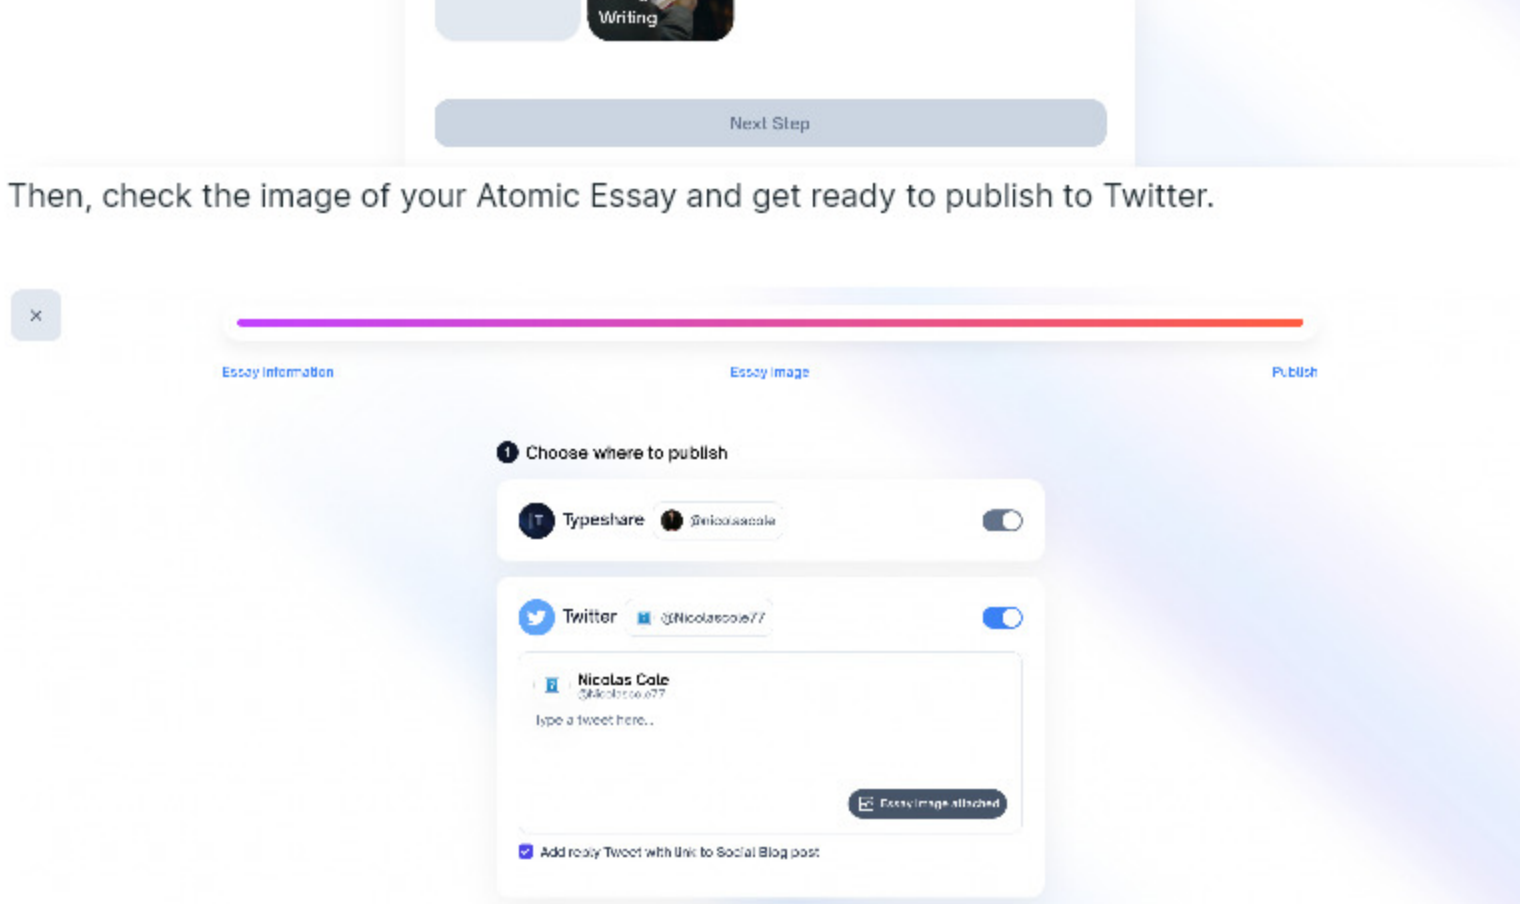 Writing
Next Step
Then, check the image of your Atomic Essay and get ready to publish to Twitter.
×
Essay Information
Essay Image
Publish
1 Choose where to publish
Typeshare @nicolascole
Twitter @Nicolascole77
Nicolas Cole
@Nicolascole77
Type a tweet here...
Essay image attached
Add reply Tweet with link to Social Blog post